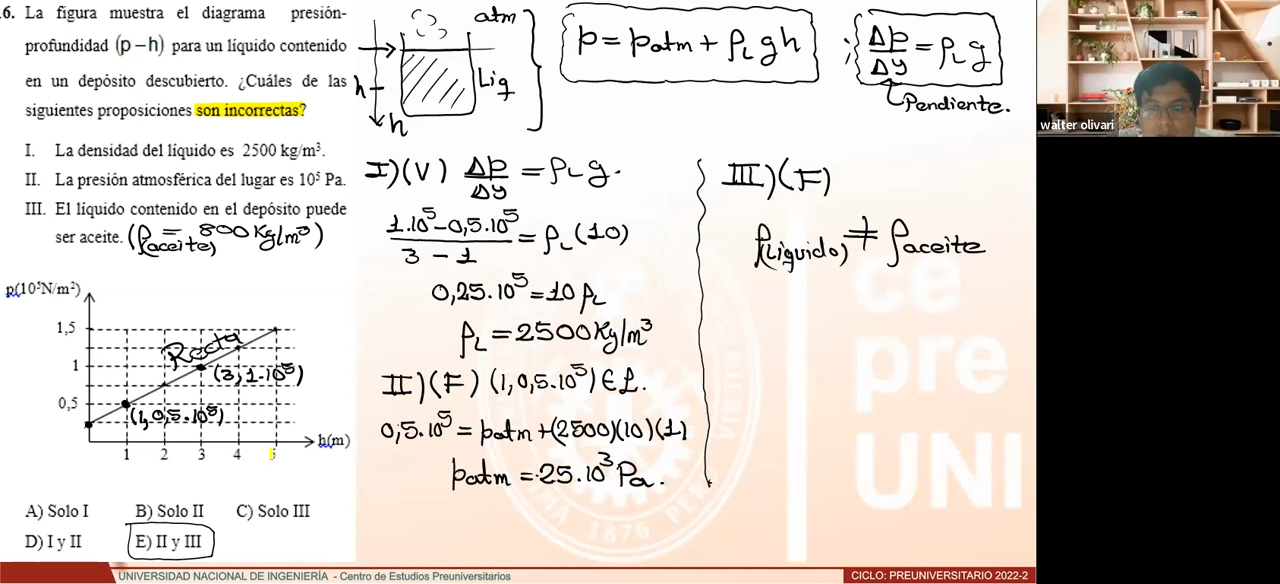 6. La figura muestra el diagrama presión-
profundidad (p – h) para un líquido contenido
en un depósito descubierto. ¿Cuáles de las
siguientes proposiciones son incorrectas?
I. La densidad del líquido es 2500 kg/m³.
II. La presión atmosférica del lugar es 10⁵ Pa.
III. El líquido contenido en el depósito puede
ser aceite. (ρaceite, = 800 Kg/m³)
p(10⁵N/m²)
1,5
1
0,5
Recta
(3, 1·10⁵)
(1, 0,5·10⁵)
h(m)
1 2 3 4 5
A) Solo I B) Solo II C) Solo III
D) I y II E) II y III
atm
Liq
h
h
p = patm + ρL g h
; Δp/Δy = ρL g
Pendiente.
I) (V) Δp/Δy = ρL g.
(1·10⁵ – 0,5·10⁵)/(3 – 1) = ρL (10)
0,25·10⁵ = 10 ρL
ρL = 2500 Kg/m³
II) (F) (1, 0,5·10⁵) ∈ L.
0,5·10⁵ = patm + (2500)(10)(1)
patm = 25·10³ Pa.
III) (F)
ρLiquido, ≠ ρaceite
walter olivari
ce
pre
UNI
1876
UNIVERSIDAD NACIONAL DE INGENIERÍA - Centro de Estudios Preuniversitarios
CICLO: PREUNIVERSITARIO 2022-2